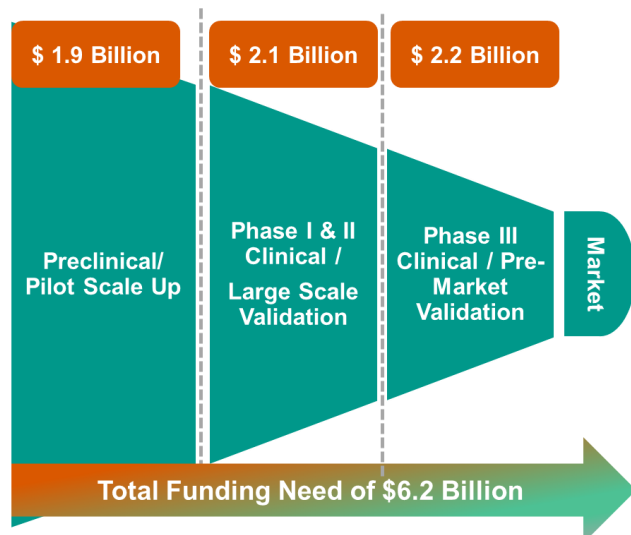 $ 1.9 Billion
$ 2.1 Billion
$ 2.2 Billion
Preclinical/
Pilot Scale Up
Phase I & II
Clinical /
Large Scale
Validation
Phase III
Clinical / Pre-
Market
Validation
Market
Total Funding Need of $6.2 Billion